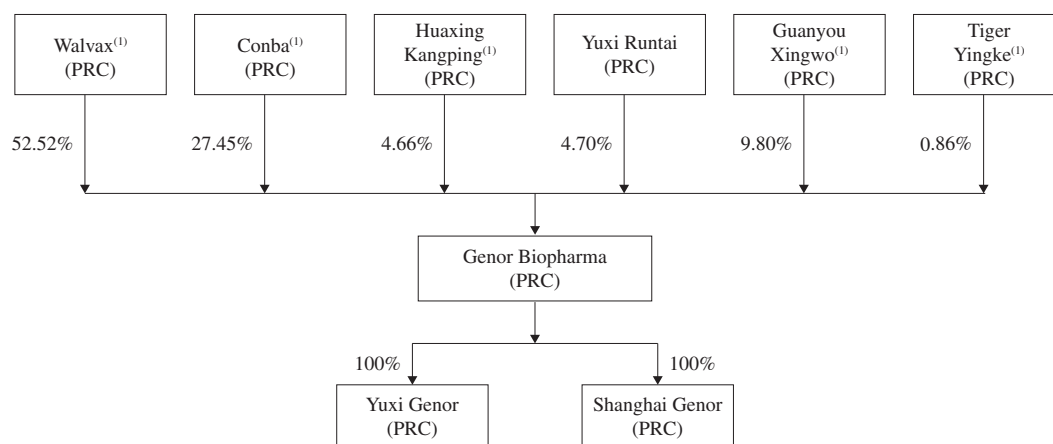 Walvax(1)
(PRC)
Conba(1)
(PRC)
Huaxing
Kangping(1)
(PRC)
Yuxi Runtai
(PRC)
Guanyou
Xingwo(1)
(PRC)
Tiger
Yingke(1)
(PRC)
52.52%
27.45%
4.66%
4.70%
9.80%
0.86%
Genor Biopharma
(PRC)
100%
100%
Yuxi Genor
(PRC)
Shanghai Genor
(PRC)